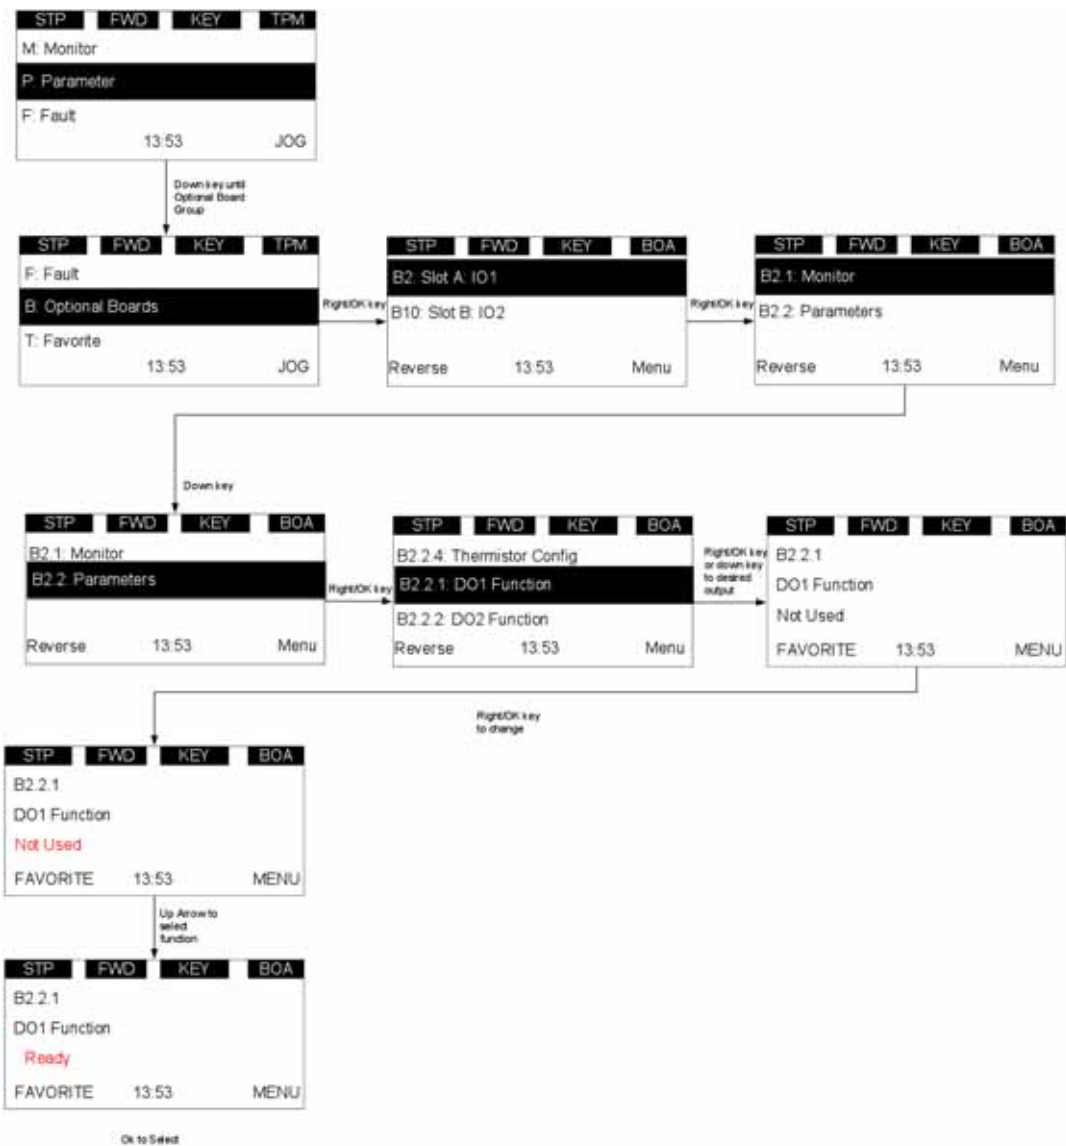 STP FWD KEY TPM
M: Monitor
P: Parameter
F: Fault
13:53 JOG
Down key until
Optional Board
Group
STP FWD KEY TPM
F: Fault
B: Optional Boards
T: Favorite
13:53 JOG
Right/OK key
STP FWD KEY BOA
B2: Slot A: IO1
B10: Slot B: IO2
Reverse 13:53 Menu
Right/OK key
STP FWD KEY BOA
B2.1: Monitor
B2.2: Parameters
Reverse 13:53 Menu
Down key
STP FWD KEY BOA
B2.1: Monitor
B2.2: Parameters
Reverse 13:53 Menu
Right/OK key
STP FWD KEY BOA
B2.2.4: Thermistor Config
B2.2.1: DO1 Function
B2.2.2: DO2 Function
Reverse 13:53 Menu
Right/OK key
or down key
to desired
output
STP FWD KEY BOA
B2.2.1
DO1 Function
Not Used
FAVORITE 13:53 MENU
Right/OK key
to change
STP FWD KEY BOA
B2.2.1
DO1 Function
Not Used
FAVORITE 13:53 MENU
Up Arrow to
select
function
STP FWD KEY BOA
B2.2.1
DO1 Function
Ready
FAVORITE 13:53 MENU
Ok to Select